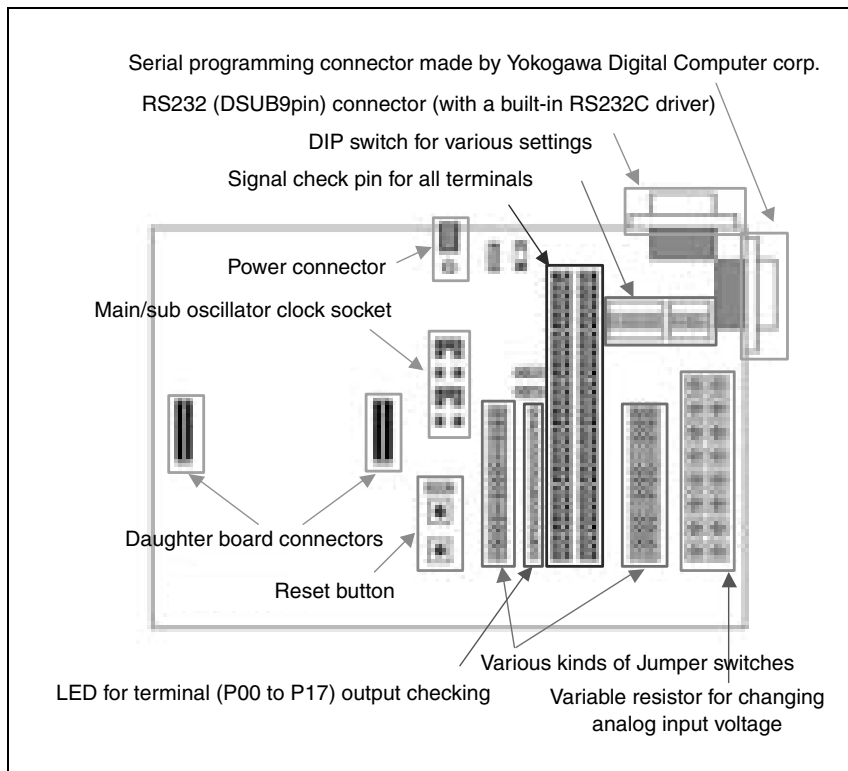 Serial programming connector made by Yokogawa Digital Computer corp.
RS232 (DSUB9pin) connector (with a built-in RS232C driver)
DIP switch for various settings
Signal check pin for all terminals
Power connector
Main/sub oscillator clock socket
Daughter board connectors
Reset button
Various kinds of Jumper switches
LED for terminal (P00 to P17) output checking
Variable resistor for changing
analog input voltage